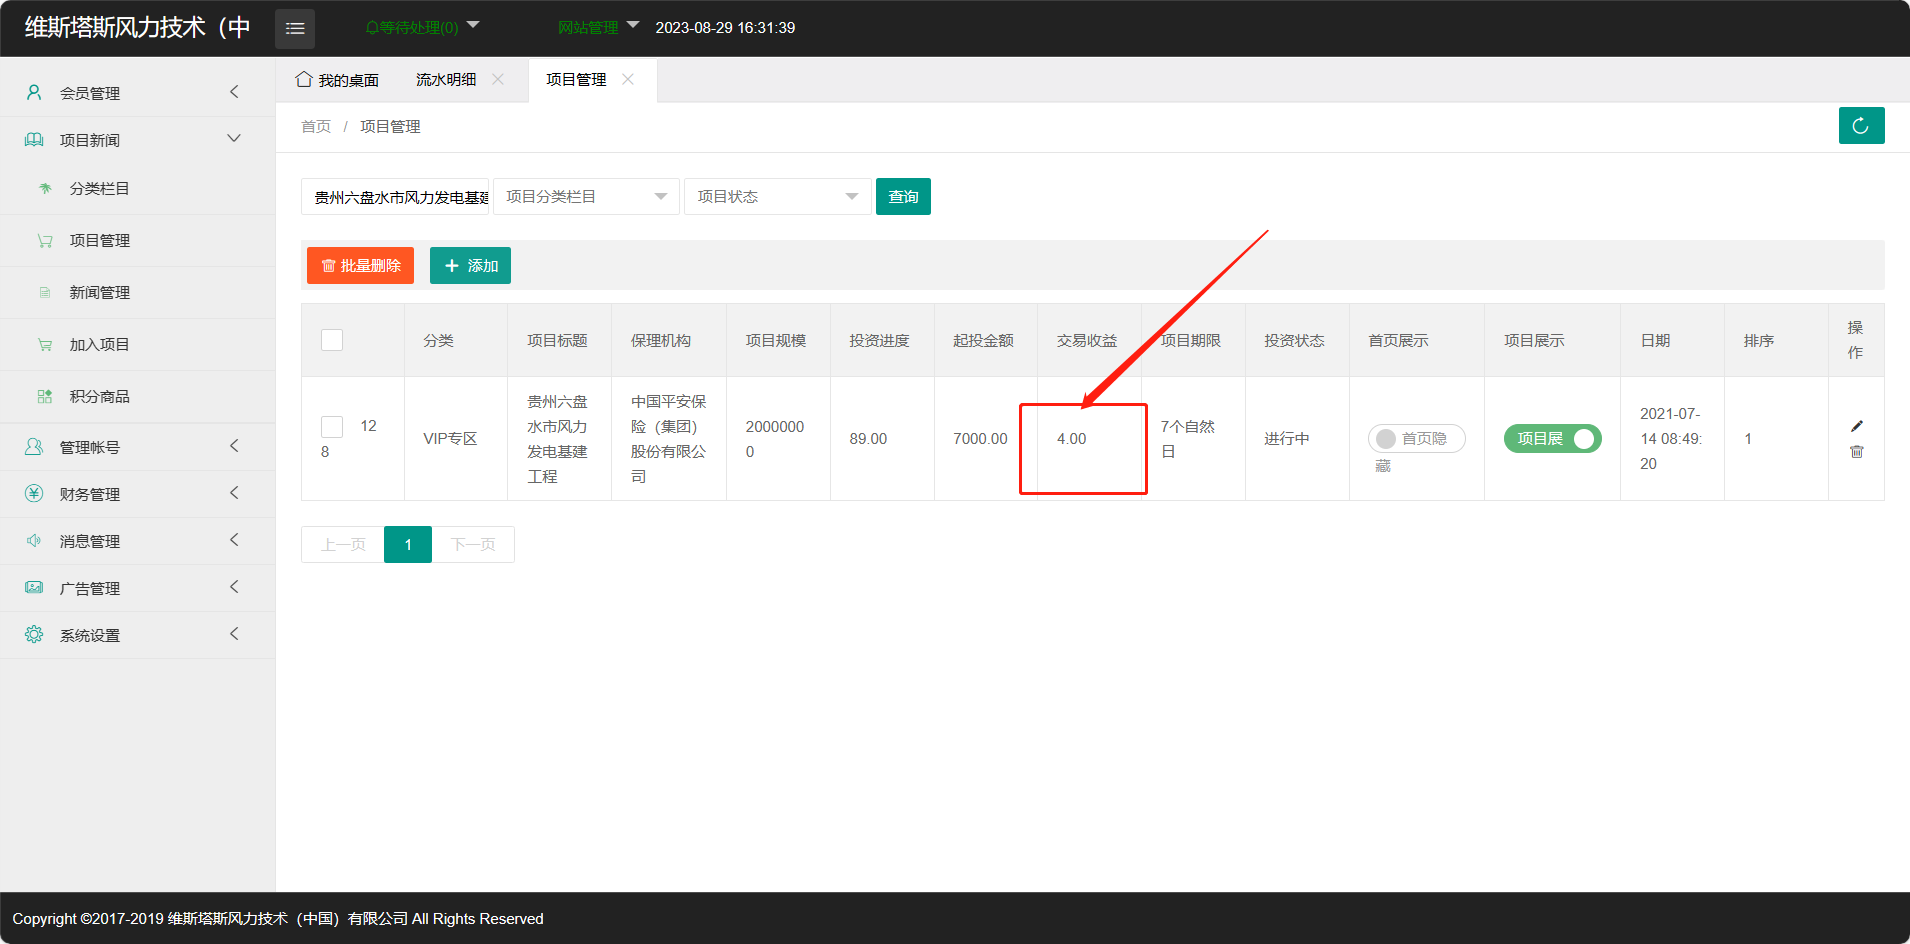 维斯塔斯风力技术（中
等待处理(0)
网站管理
2023-08-29 16:31:39
会员管理
项目新闻
分类栏目
项目管理
新闻管理
加入项目
积分商品
管理帐号
财务管理
消息管理
广告管理
系统设置
我的桌面
流水明细
项目管理
首页 / 项目管理
贵州六盘水市风力发电基建
项目分类栏目
项目状态
查询
批量删除
添加
分类
项目标题
保理机构
项目规模
投资进度
起投金额
交易收益
项目期限
投资状态
首页展示
项目展示
日期
排序
操
作
12
8
VIP专区
贵州六盘
水市风力
发电基建
工程
中国平安保
险（集团）
股份有限公
司
2000000
0
89.00
7000.00
4.00
7个自然
日
进行中
首页隐
藏
项目展
2021-07-
14 08:49:
20
1
上一页
1
下一页
Copyright ©2017-2019 维斯塔斯风力技术（中国）有限公司 All Rights Reserved